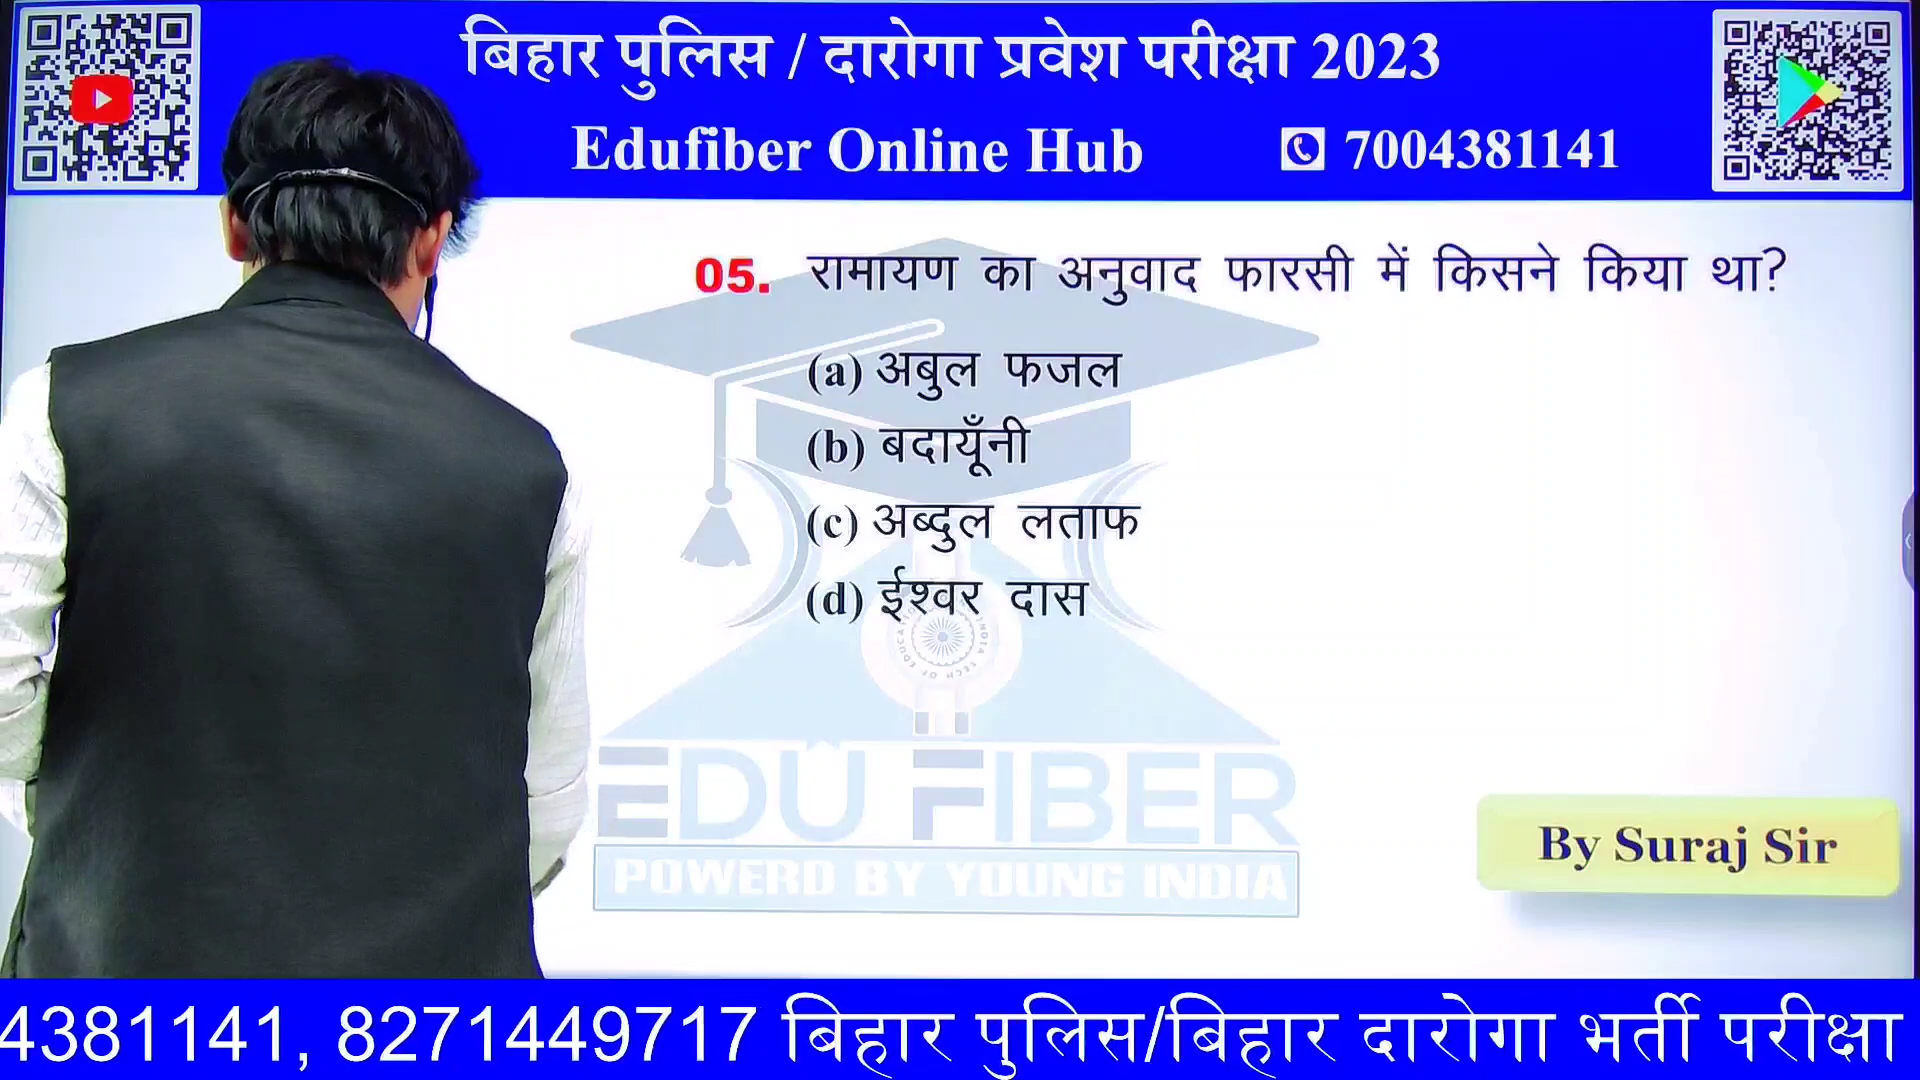 बिहार पुलिस / दारोगा प्रवेश परीक्षा 2023
Edufiber Online Hub 7004381141
05. रामायण का अनुवाद फारसी में किसने किया था?
(a) अबुल फजल
(b) बदायूँनी
(c) अब्दुल लताफ
(d) ईश्वर दास
EDU FIBER
POWERD BY YOUNG INDIA
By Suraj Sir
4381141, 8271449717 बिहार पुलिस/बिहार दारोगा भर्ती परीक्षा